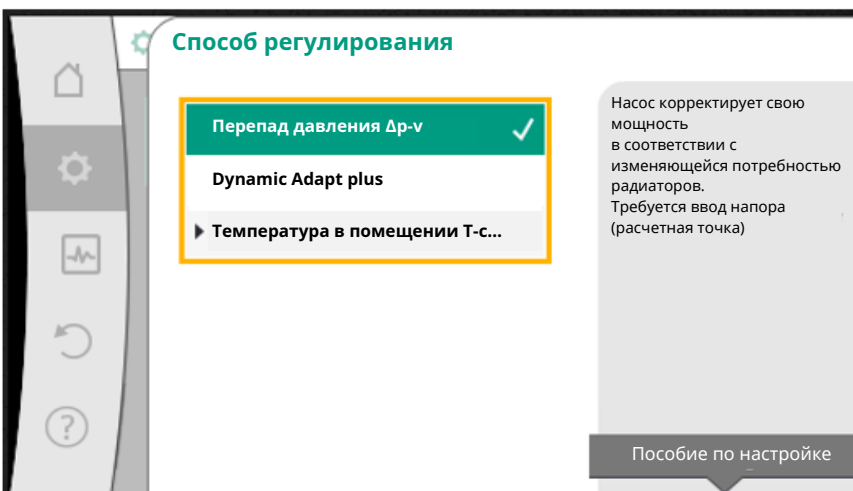 Способ регулирования
Перепад давления Δp-v
Dynamic Adapt plus
Температура в помещении T-c...
Насос корректирует свою
мощность
в соответствии с
изменяющейся потребностью
радиаторов.
Требуется ввод напора
(расчетная точка)
Пособие по настройке